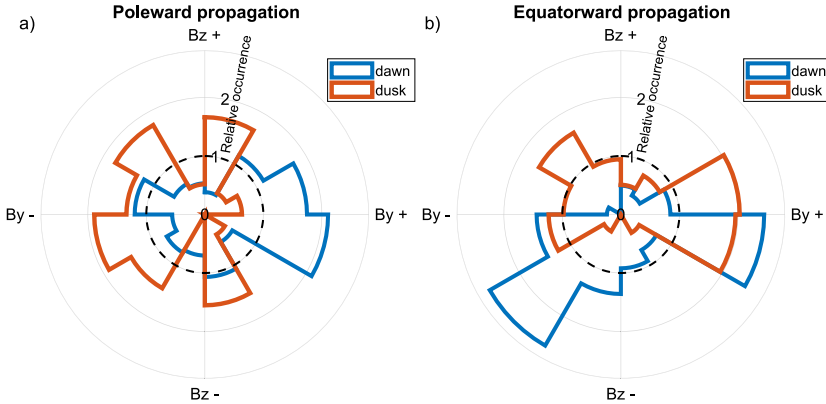 Poleward propagation
a)
Bz +
dawn
dusk
Relative occurrence
2
1
0
By -
By +
Bz -
Equatorward propagation
b)
Bz +
dawn
dusk
Relative occurrence
2
1
0
By -
By +
Bz -